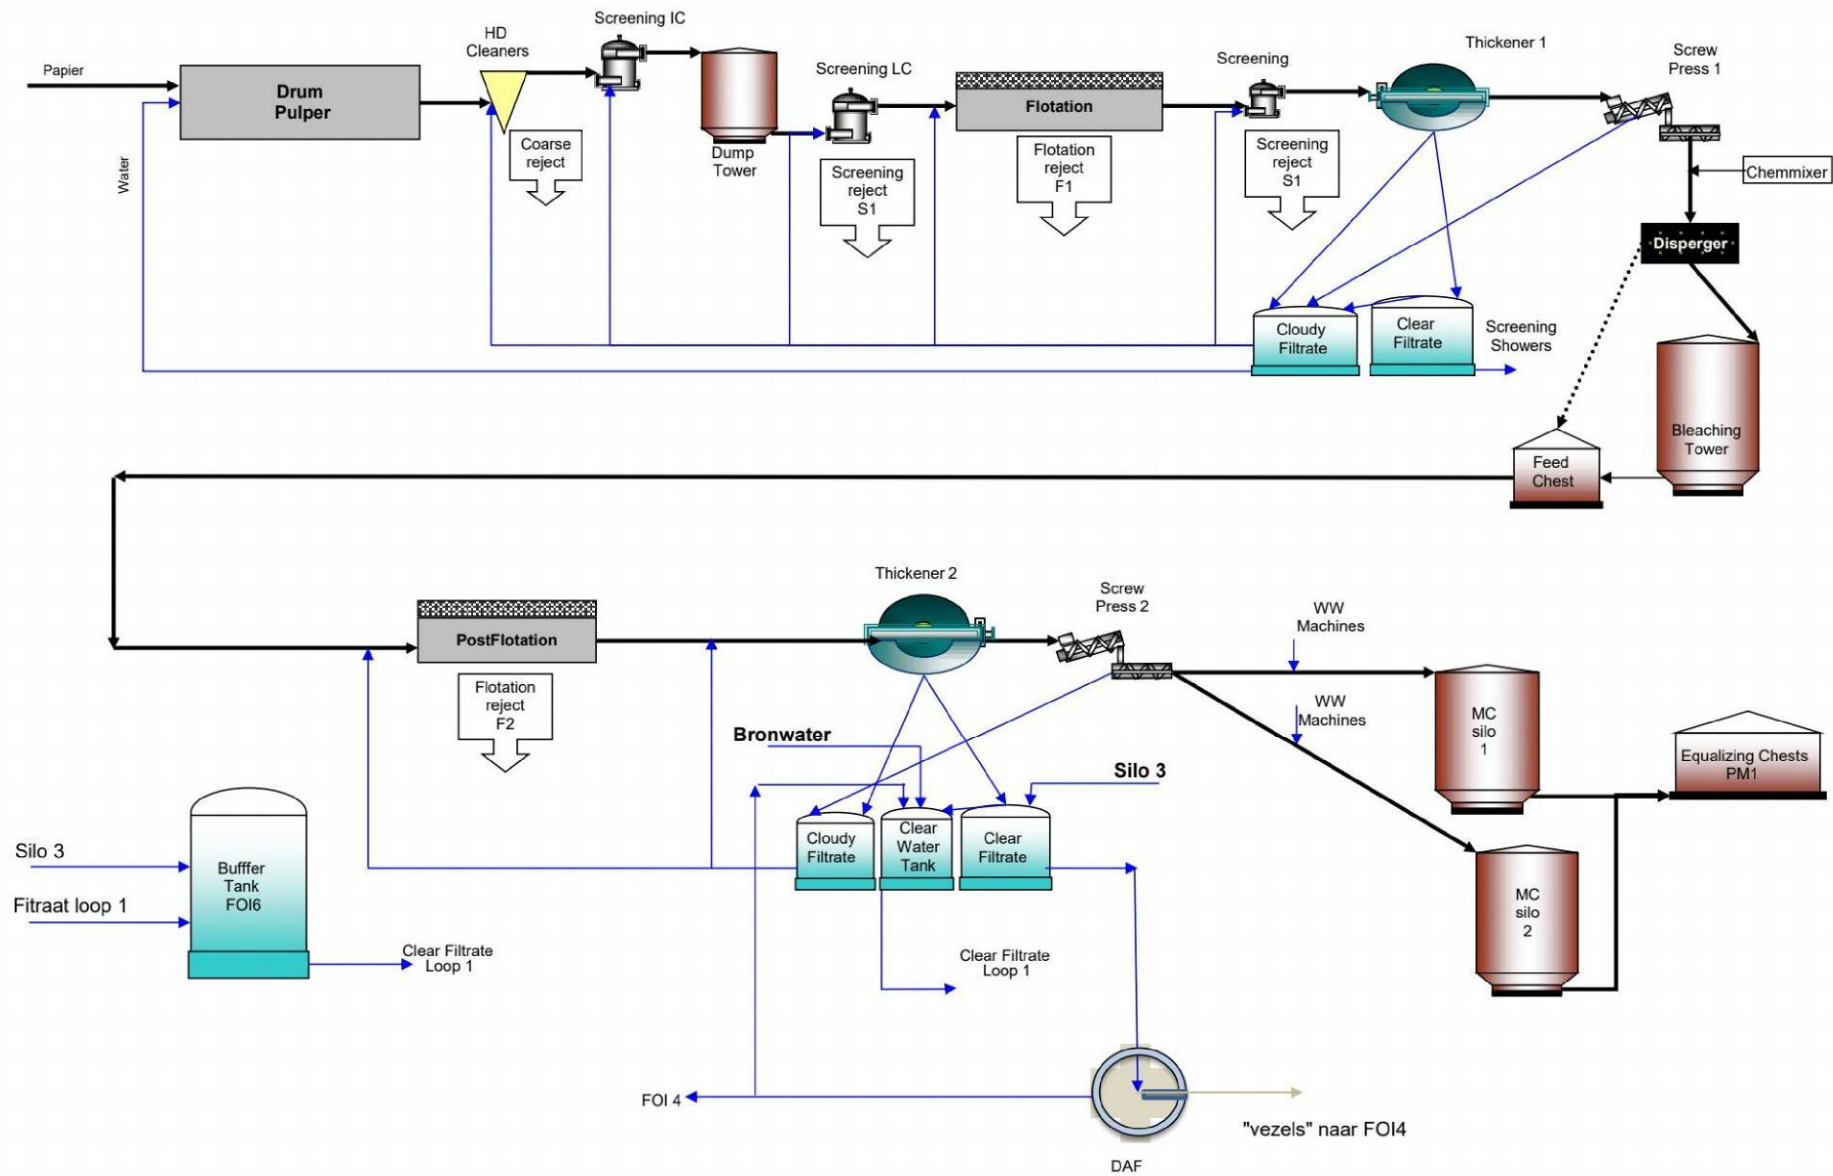 Papier
Water
Drum
Pulper
HD
Cleaners
Coarse
reject
Screening IC
Dump
Tower
Screening LC
Screening
reject
S1
Flotation
Flotation
reject
F1
Screening
Screening
reject
S1
Thickener 1
Screw
Press 1
Chemmixer
Disperger
Cloudy
Filtrate
Clear
Filtrate
Screening
Showers
Bleaching
Tower
Feed
Chest
PostFlotation
Flotation
reject
F2
Thickener 2
Screw
Press 2
WW
Machines
WW
Machines
MC
silo
1
MC
silo
2
Equalizing Chests
PM1
Bronwater
Silo 3
Cloudy
Filtrate
Clear
Water
Tank
Clear
Filtrate
Silo 3
Fitraat loop 1
Bufffer
Tank
FOI6
Clear Filtrate
Loop 1
Clear Filtrate
Loop 1
FOI 4
"vezels" naar FOI4
DAF